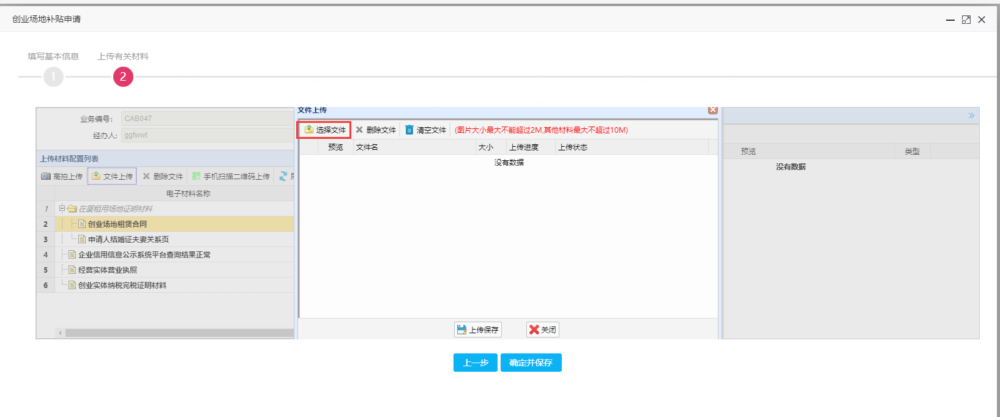 创业场地补贴申请
填写基本信息 上传有关材料
1 2
业务编号: CAB047
经办人: ggfwwt
上传材料配置列表
高拍上传 文件上传 删除文件 手机扫描二维码上传
电子材料名称
1 在厦租用场地证明材料
2 创业场地租赁合同
3 申请人结婚证夫妻关系页
4 企业信用信息公示系统平台查询结果正常
5 经营实体营业执照
6 创业实体纳税完税证明材料
文件上传
选择文件 删除文件 清空文件 (图片大小最大不能超过2M,其他材料最大不超过10M)
预览 文件名 大小 上传进度 上传状态
没有数据
上传保存 关闭
预览 类型
没有数据
上一步 确定并保存